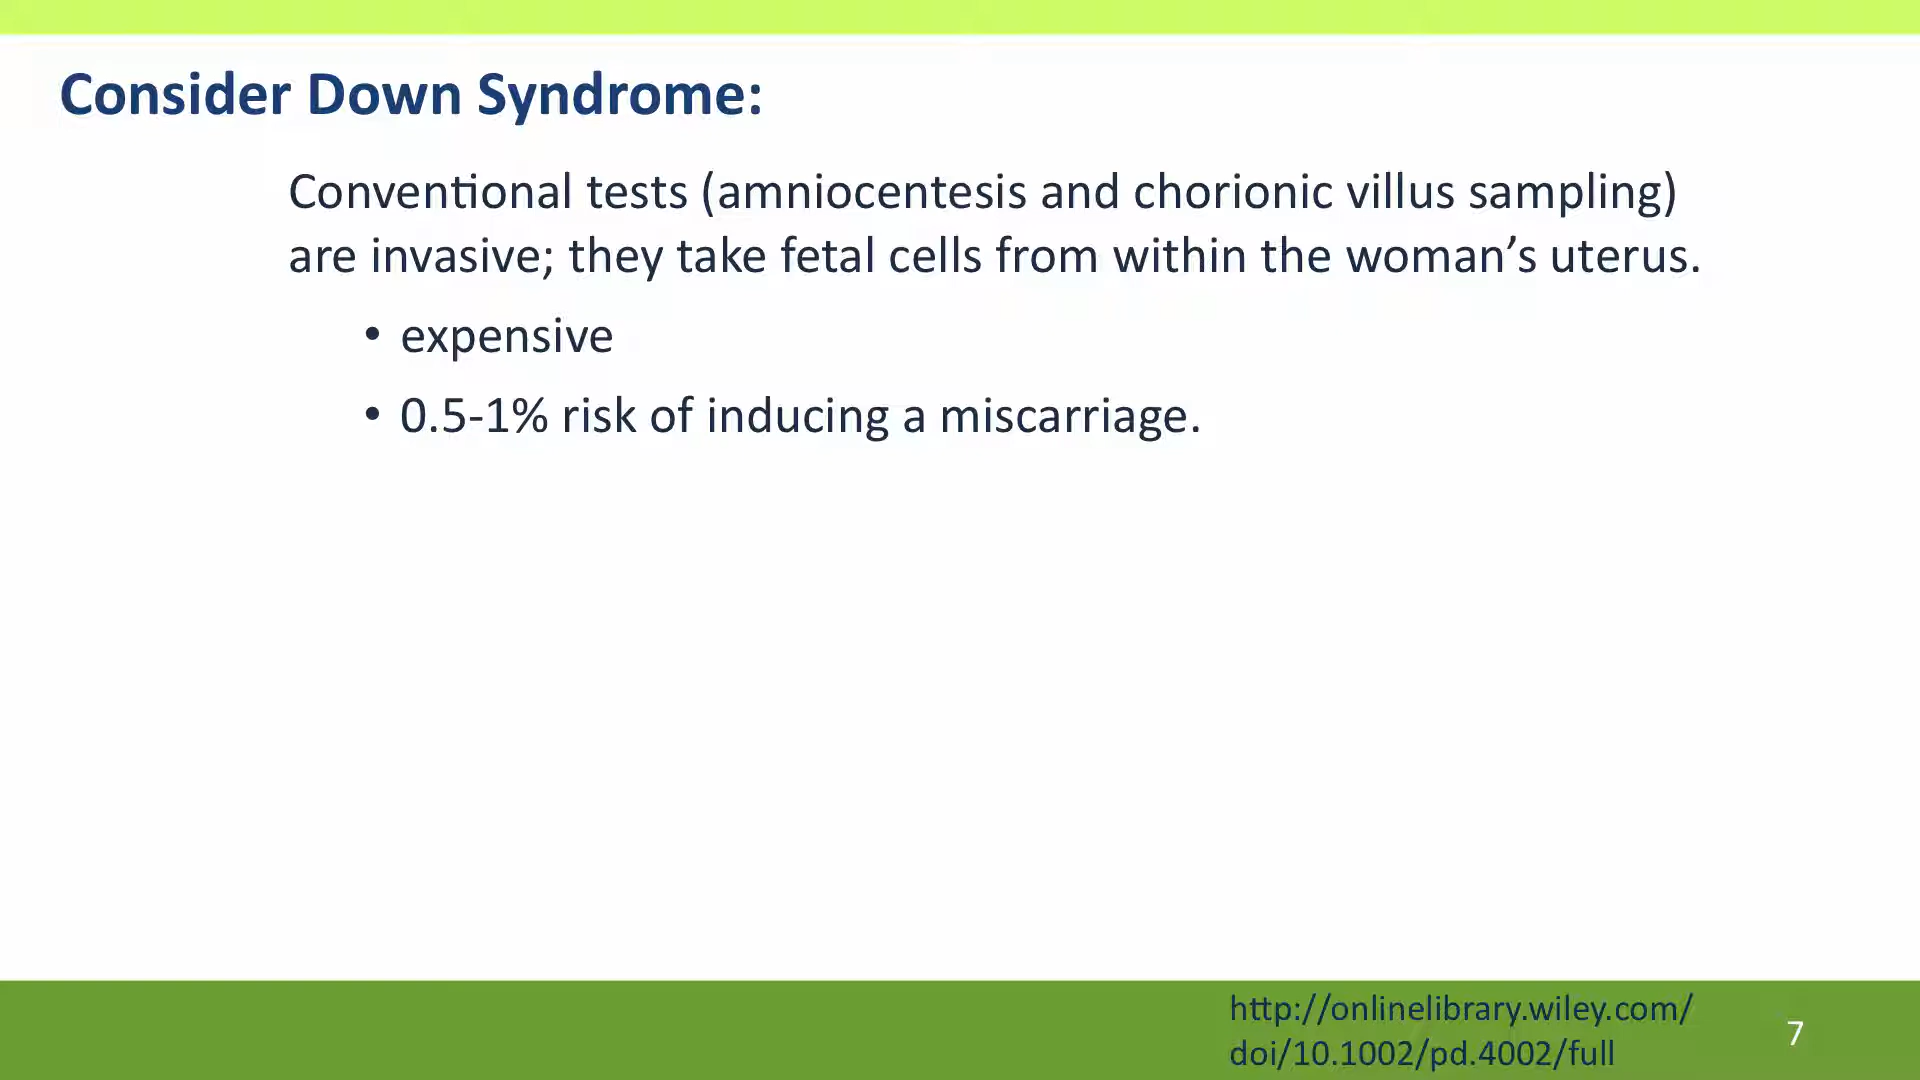 Consider Down Syndrome:
Conventional tests (amniocentesis and chorionic villus sampling)
are invasive; they take fetal cells from within the woman’s uterus.
• expensive
• 0.5-1% risk of inducing a miscarriage.
http://onlinelibrary.wiley.com/
doi/10.1002/pd.4002/full
7